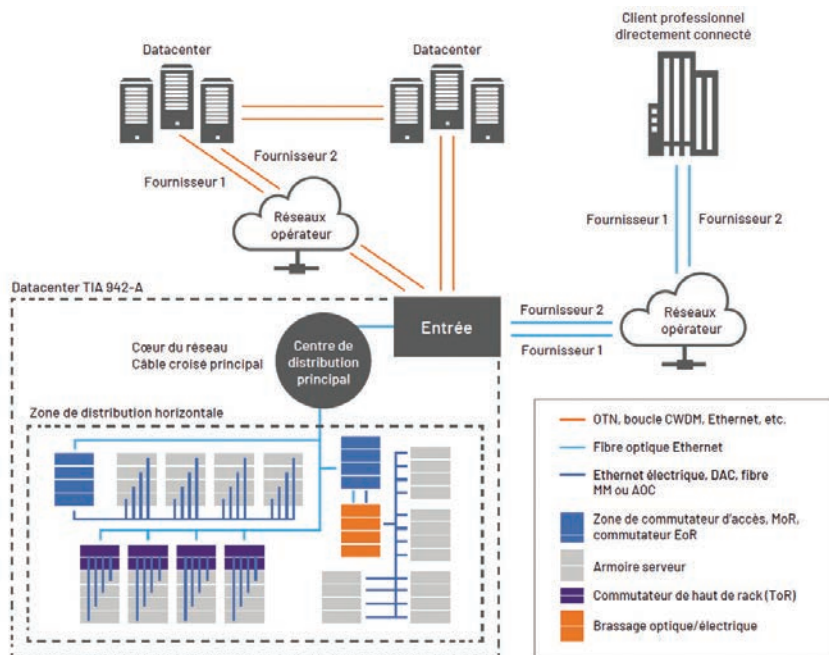 Datacenter
Datacenter
Client professionnel
directement connecté
Fournisseur 2
Fournisseur 1
Réseaux
opérateur
Fournisseur 1
Fournisseur 2
Datacenter TIA 942-A
Entrée
Fournisseur 2
Fournisseur 1
Réseaux
opérateur
Cœur du réseau
Câble croisé principal
Centre de
distribution
principal
Zone de distribution horizontale
OTN, boucle CWDM, Ethernet, etc.
Fibre optique Ethernet
Ethernet électrique, DAC, fibre
MM ou AOC
Zone de commutateur d'accès, MoR,
commutateur EoR
Armoire serveur
Commutateur de haut de rack (ToR)
Brassage optique/électrique